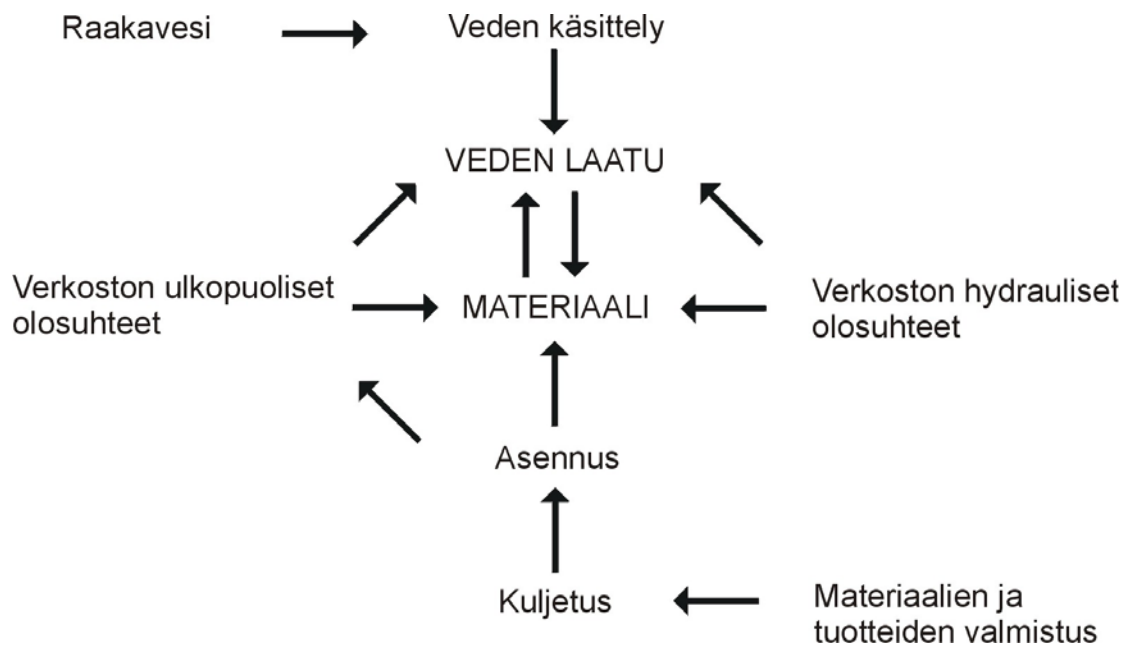 Raakavesi
Veden käsittely
VEDEN LAATU
Verkoston ulkopuoliset
olosuhteet
MATERIAALI
Verkoston hydrauliset
olosuhteet
Asennus
Kuljetus
Materiaalien ja
tuotteiden valmistus